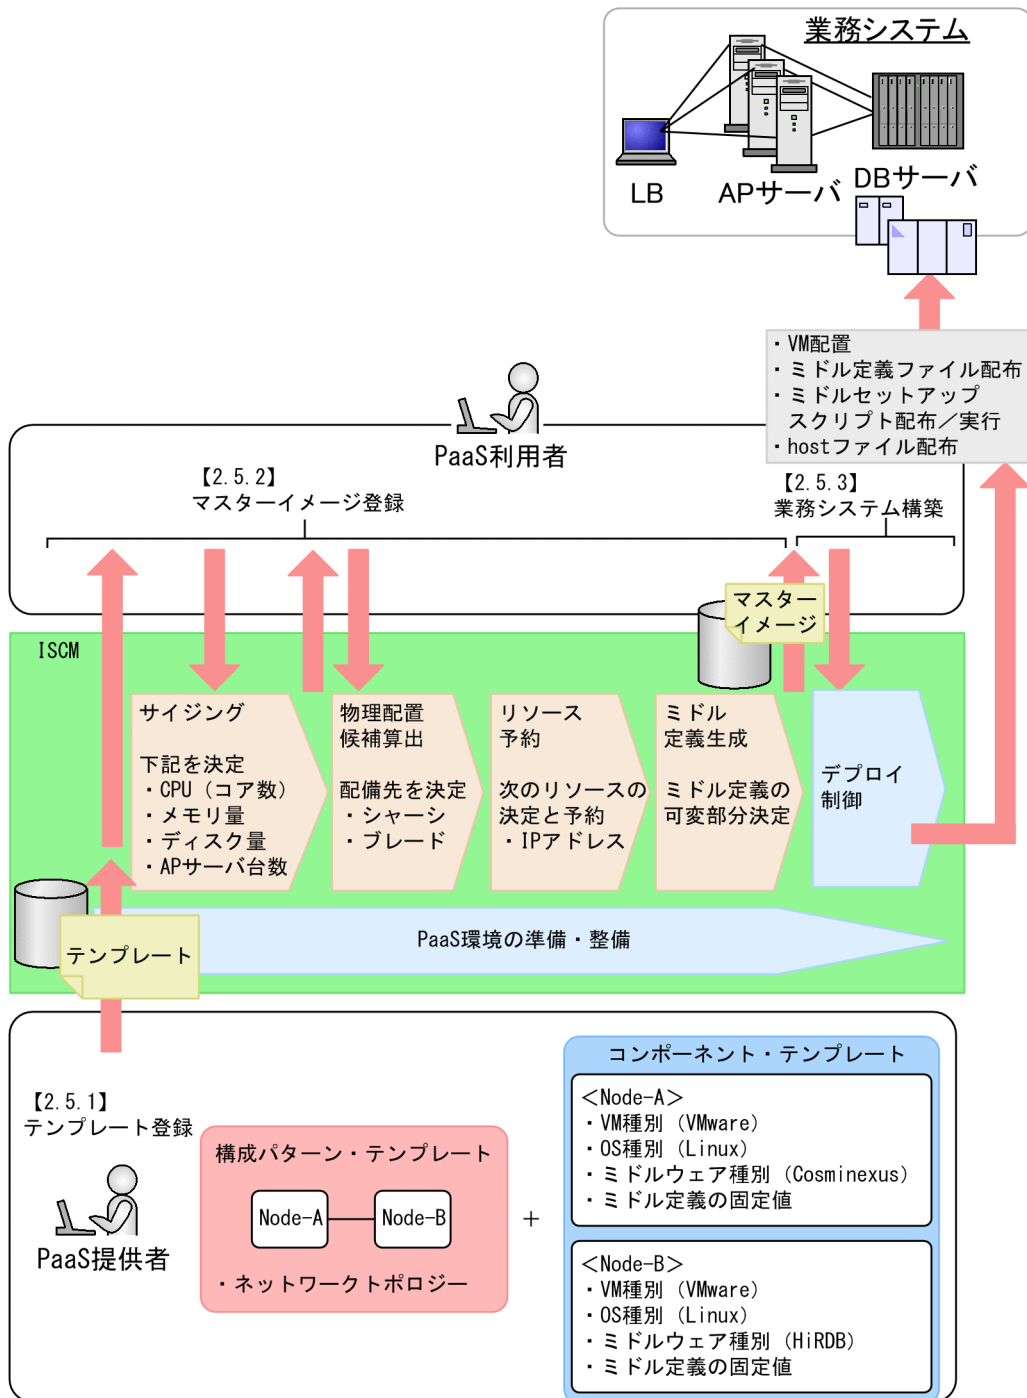 業務システム
LB
APサーバ
DBサーバ
・VM配置
・ミドル定義ファイル配布
・ミドルセットアップ
スクリプト配布／実行
・hostファイル配布
PaaS利用者
【2.5.2】
マスターイメージ登録
【2.5.3】
業務システム構築
マスター
イメージ
ISCM
サイジング
下記を決定
・CPU（コア数）
・メモリ量
・ディスク量
・APサーバ台数
物理配置
候補算出
配備先を決定
・シャーシ
・ブレード
リソース
予約
次のリソースの
決定と予約
・IPアドレス
ミドル
定義生成
ミドル定義の
可変部分決定
デプロイ
制御
テンプレート
PaaS環境の準備・整備
【2.5.1】
テンプレート登録
PaaS提供者
構成パターン・テンプレート
Node-A
Node-B
・ネットワークトポロジー
＋
コンポーネント・テンプレート
＜Node-A＞
・VM種別（VMware）
・OS種別（Linux）
・ミドルウェア種別（Cosminexus）
・ミドル定義の固定値
＜Node-B＞
・VM種別（VMware）
・OS種別（Linux）
・ミドルウェア種別（HiRDB）
・ミドル定義の固定値